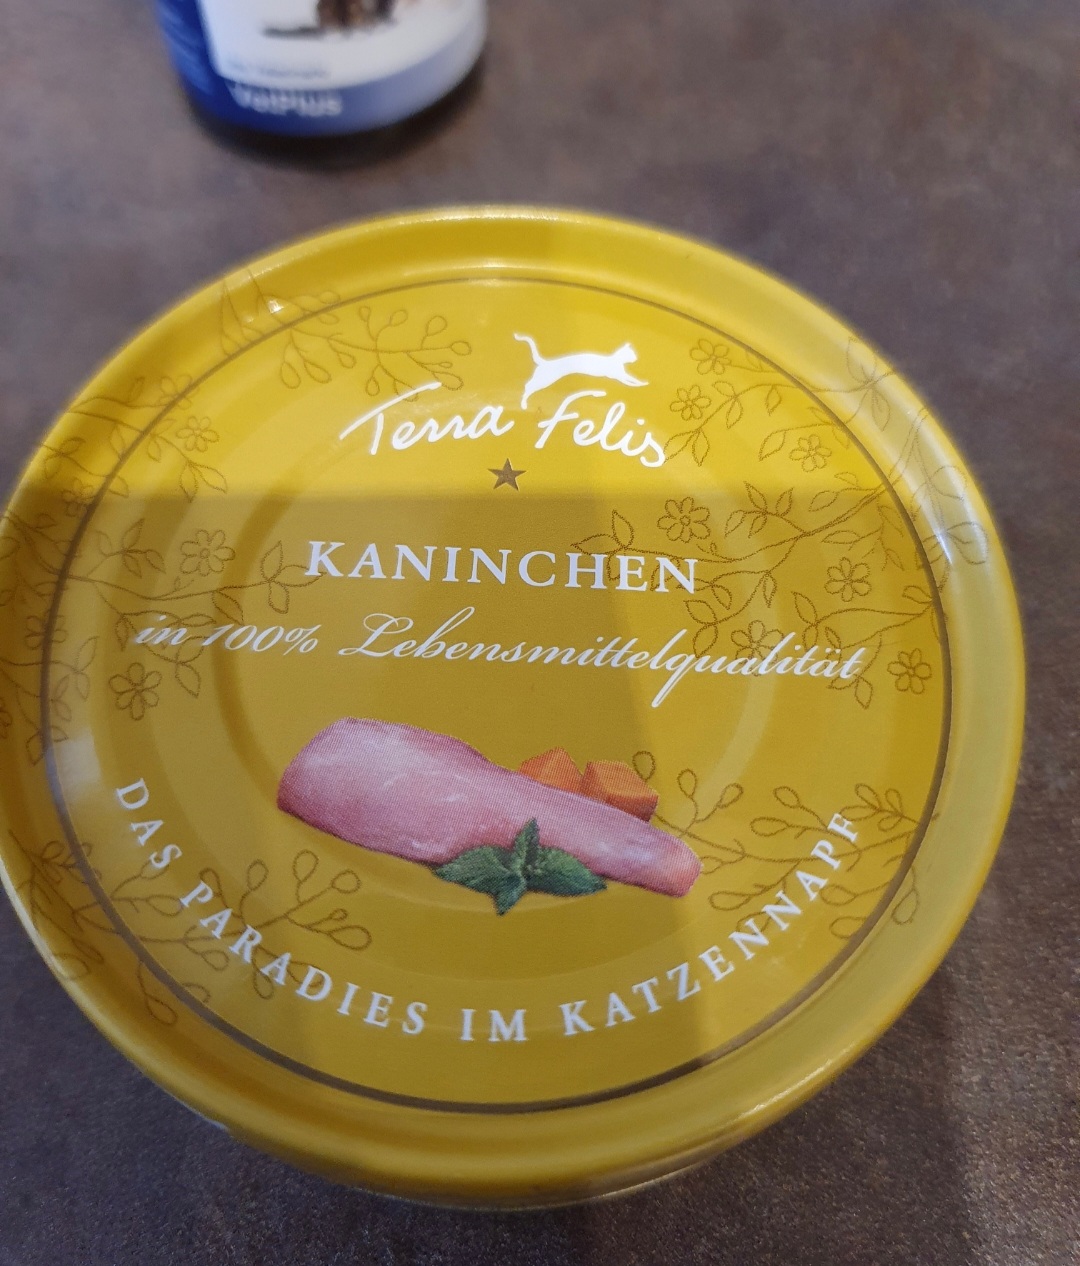 VetPlus
Terra Felis
KANINCHEN
in 100% Lebensmittelqualität
DAS PARADIES IM KATZENNAPF